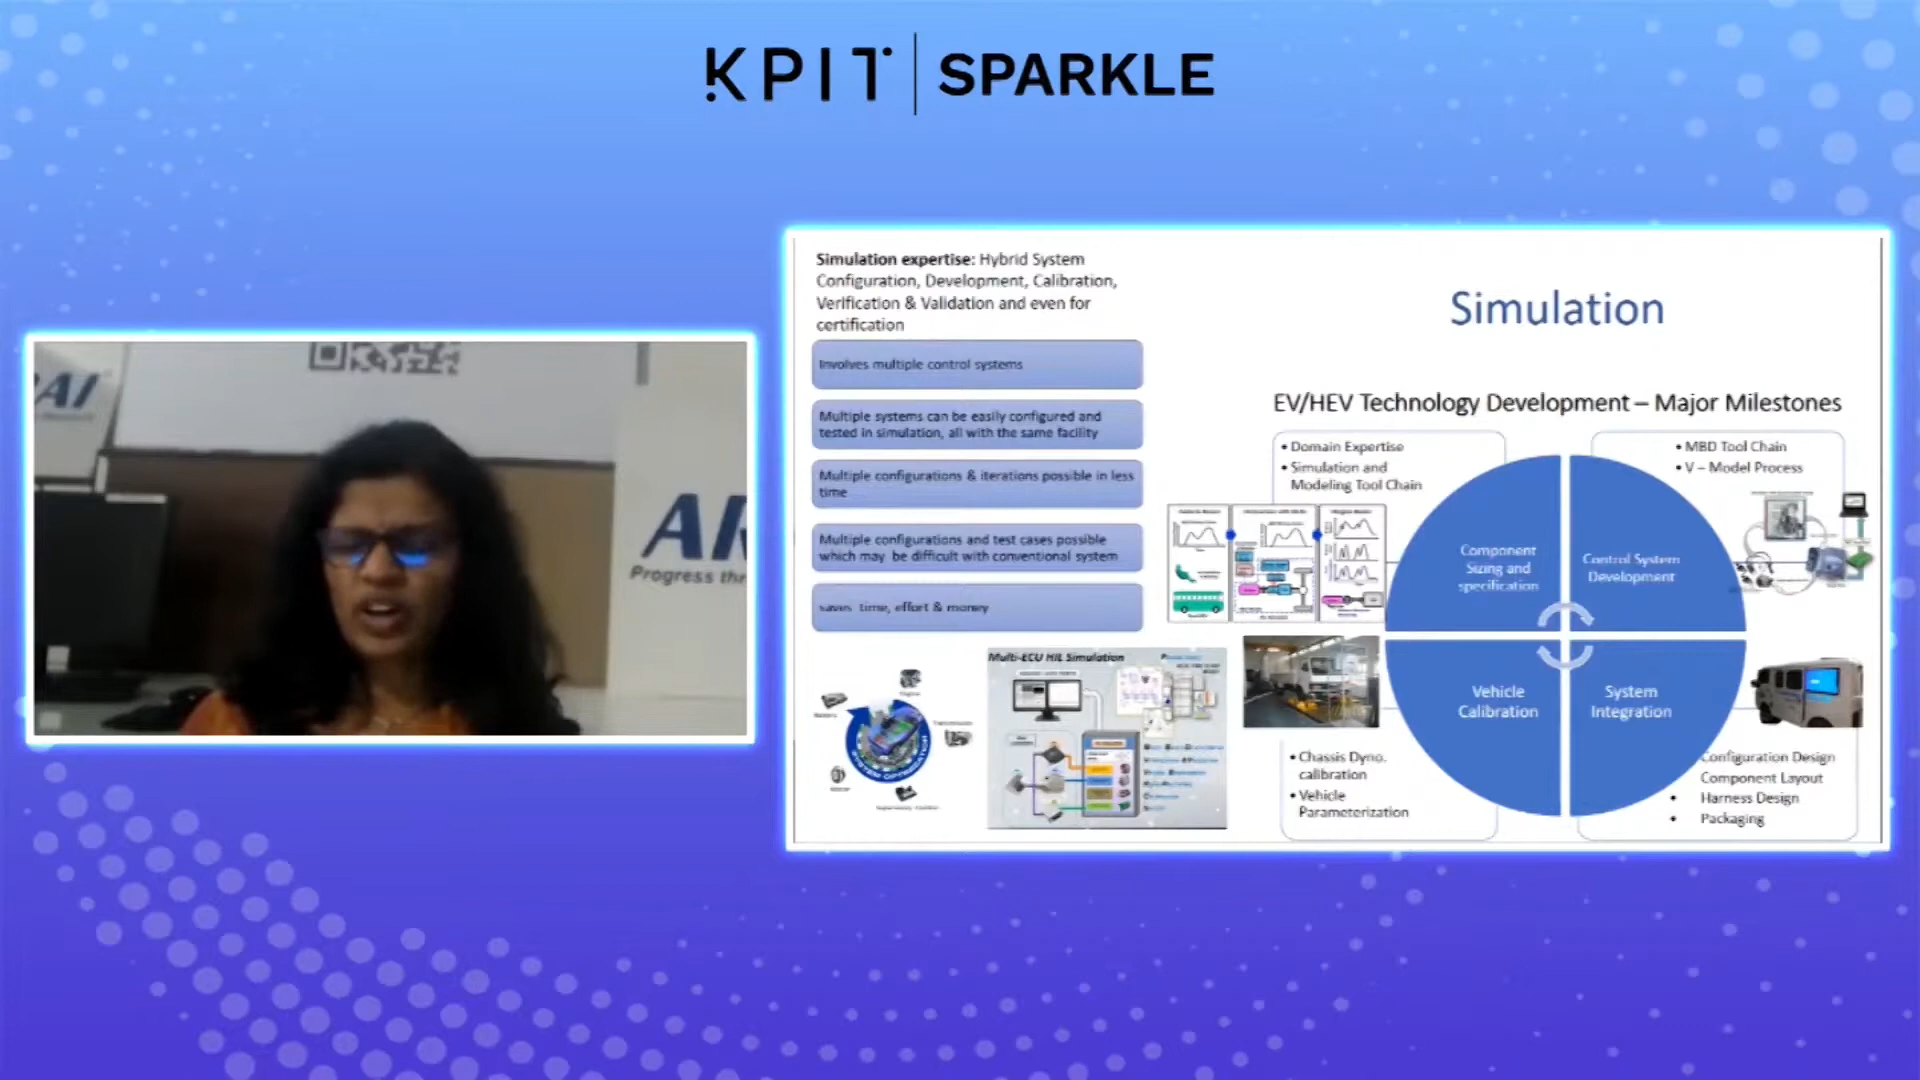 KPIT | SPARKLE
AI
AR
Progress thr
Simulation expertise: Hybrid System
Configuration, Development, Calibration,
Verification & Validation and even for
certification
Involves multiple control systems
Multiple systems can be easily configured and
tested in simulation, all with the same facility
Multiple configurations & iterations possible in less
time
Multiple configurations and test cases possible
which may be difficult with conventional system
saves time, effort & money
Multi-ECU HIL Simulation
SYSTEM OPTIMIZATION
Simulation
EV/HEV Technology Development – Major Milestones
• Domain Expertise
• Simulation and
Modeling Tool Chain
• MBD Tool Chain
• V – Model Process
Component
Sizing and
specification
Control System
Development
Vehicle
Calibration
System
Integration
• Chassis Dyno.
calibration
• Vehicle
Parameterization
Configuration Design
Component Layout
• Harness Design
• Packaging